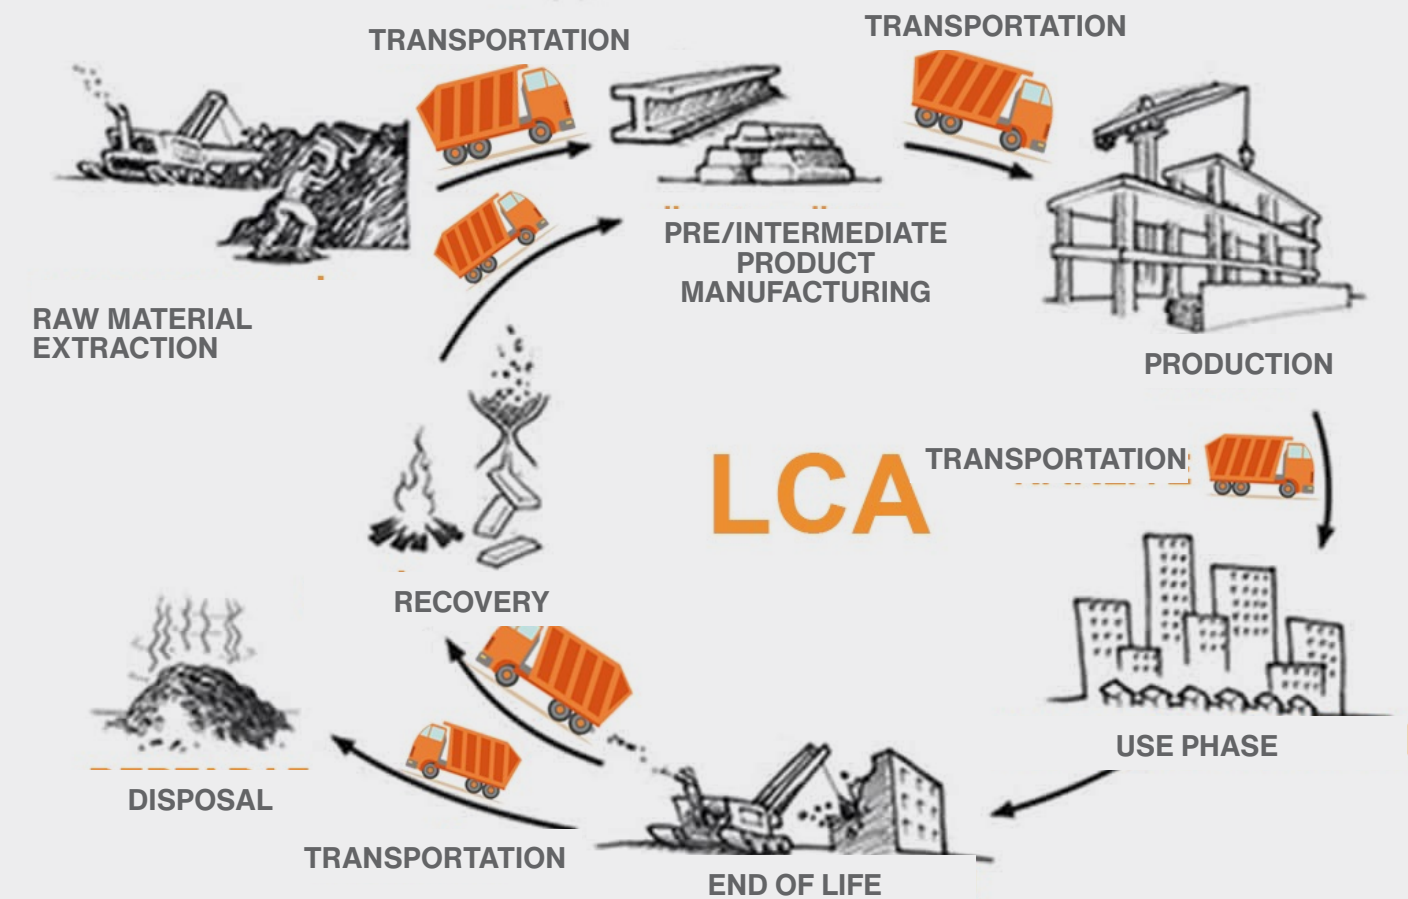 TRANSPORTATION
TRANSPORTATION
PRE/INTERMEDIATE
PRODUCT
MANUFACTURING
RAW MATERIAL
EXTRACTION
PRODUCTION
LCA
TRANSPORTATION
RECOVERY
USE PHASE
DISPOSAL
TRANSPORTATION
END OF LIFE